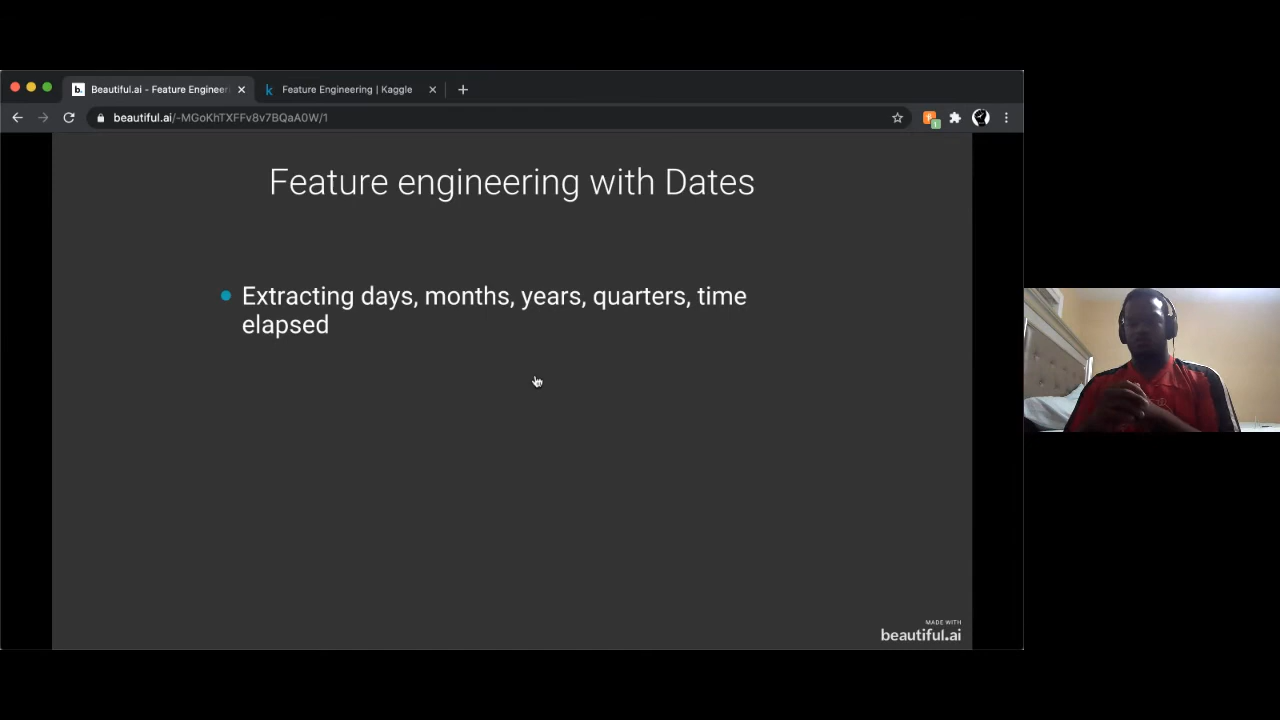 Beautiful.ai - Feature Engineer
Feature Engineering | Kaggle
beautiful.ai/-MGoKhTXFFv8v7BQaA0W/1
Feature engineering with Dates
Extracting days, months, years, quarters, time
elapsed
MADE WITH
beautiful.ai